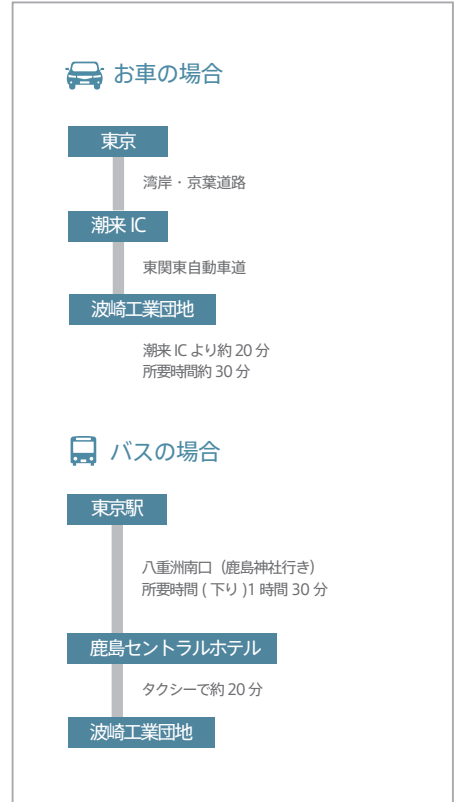 お車の場合
東京
湾岸・京葉道路
潮来 IC
東関東自動車道
波崎工業団地
潮来 IC より約 20 分
所要時間約 30 分
バスの場合
東京駅
八重洲南口（鹿島神社行き）
所要時間 ( 下り )1 時間 30 分
鹿島セントラルホテル
タクシーで約 20 分
波崎工業団地